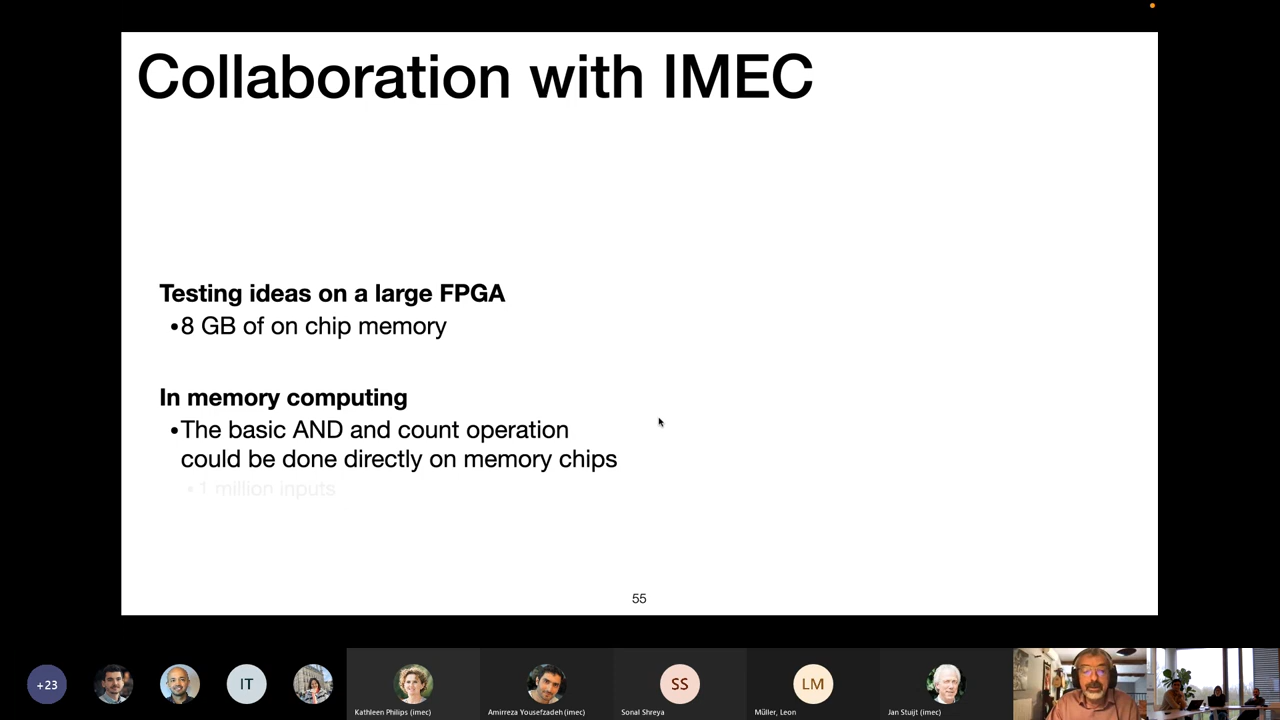 Collaboration with IMEC
Testing ideas on a large FPGA
•8 GB of on chip memory
In memory computing
•The basic AND and count operation
could be done directly on memory chips
•1 million inputs
55
+23
IT
SS
LM
Kathleen Philips (imec)
Amirreza Yousefzadeh (imec)
Sonal Shreya
Müller, Leon
Jan Stuijt (imec)